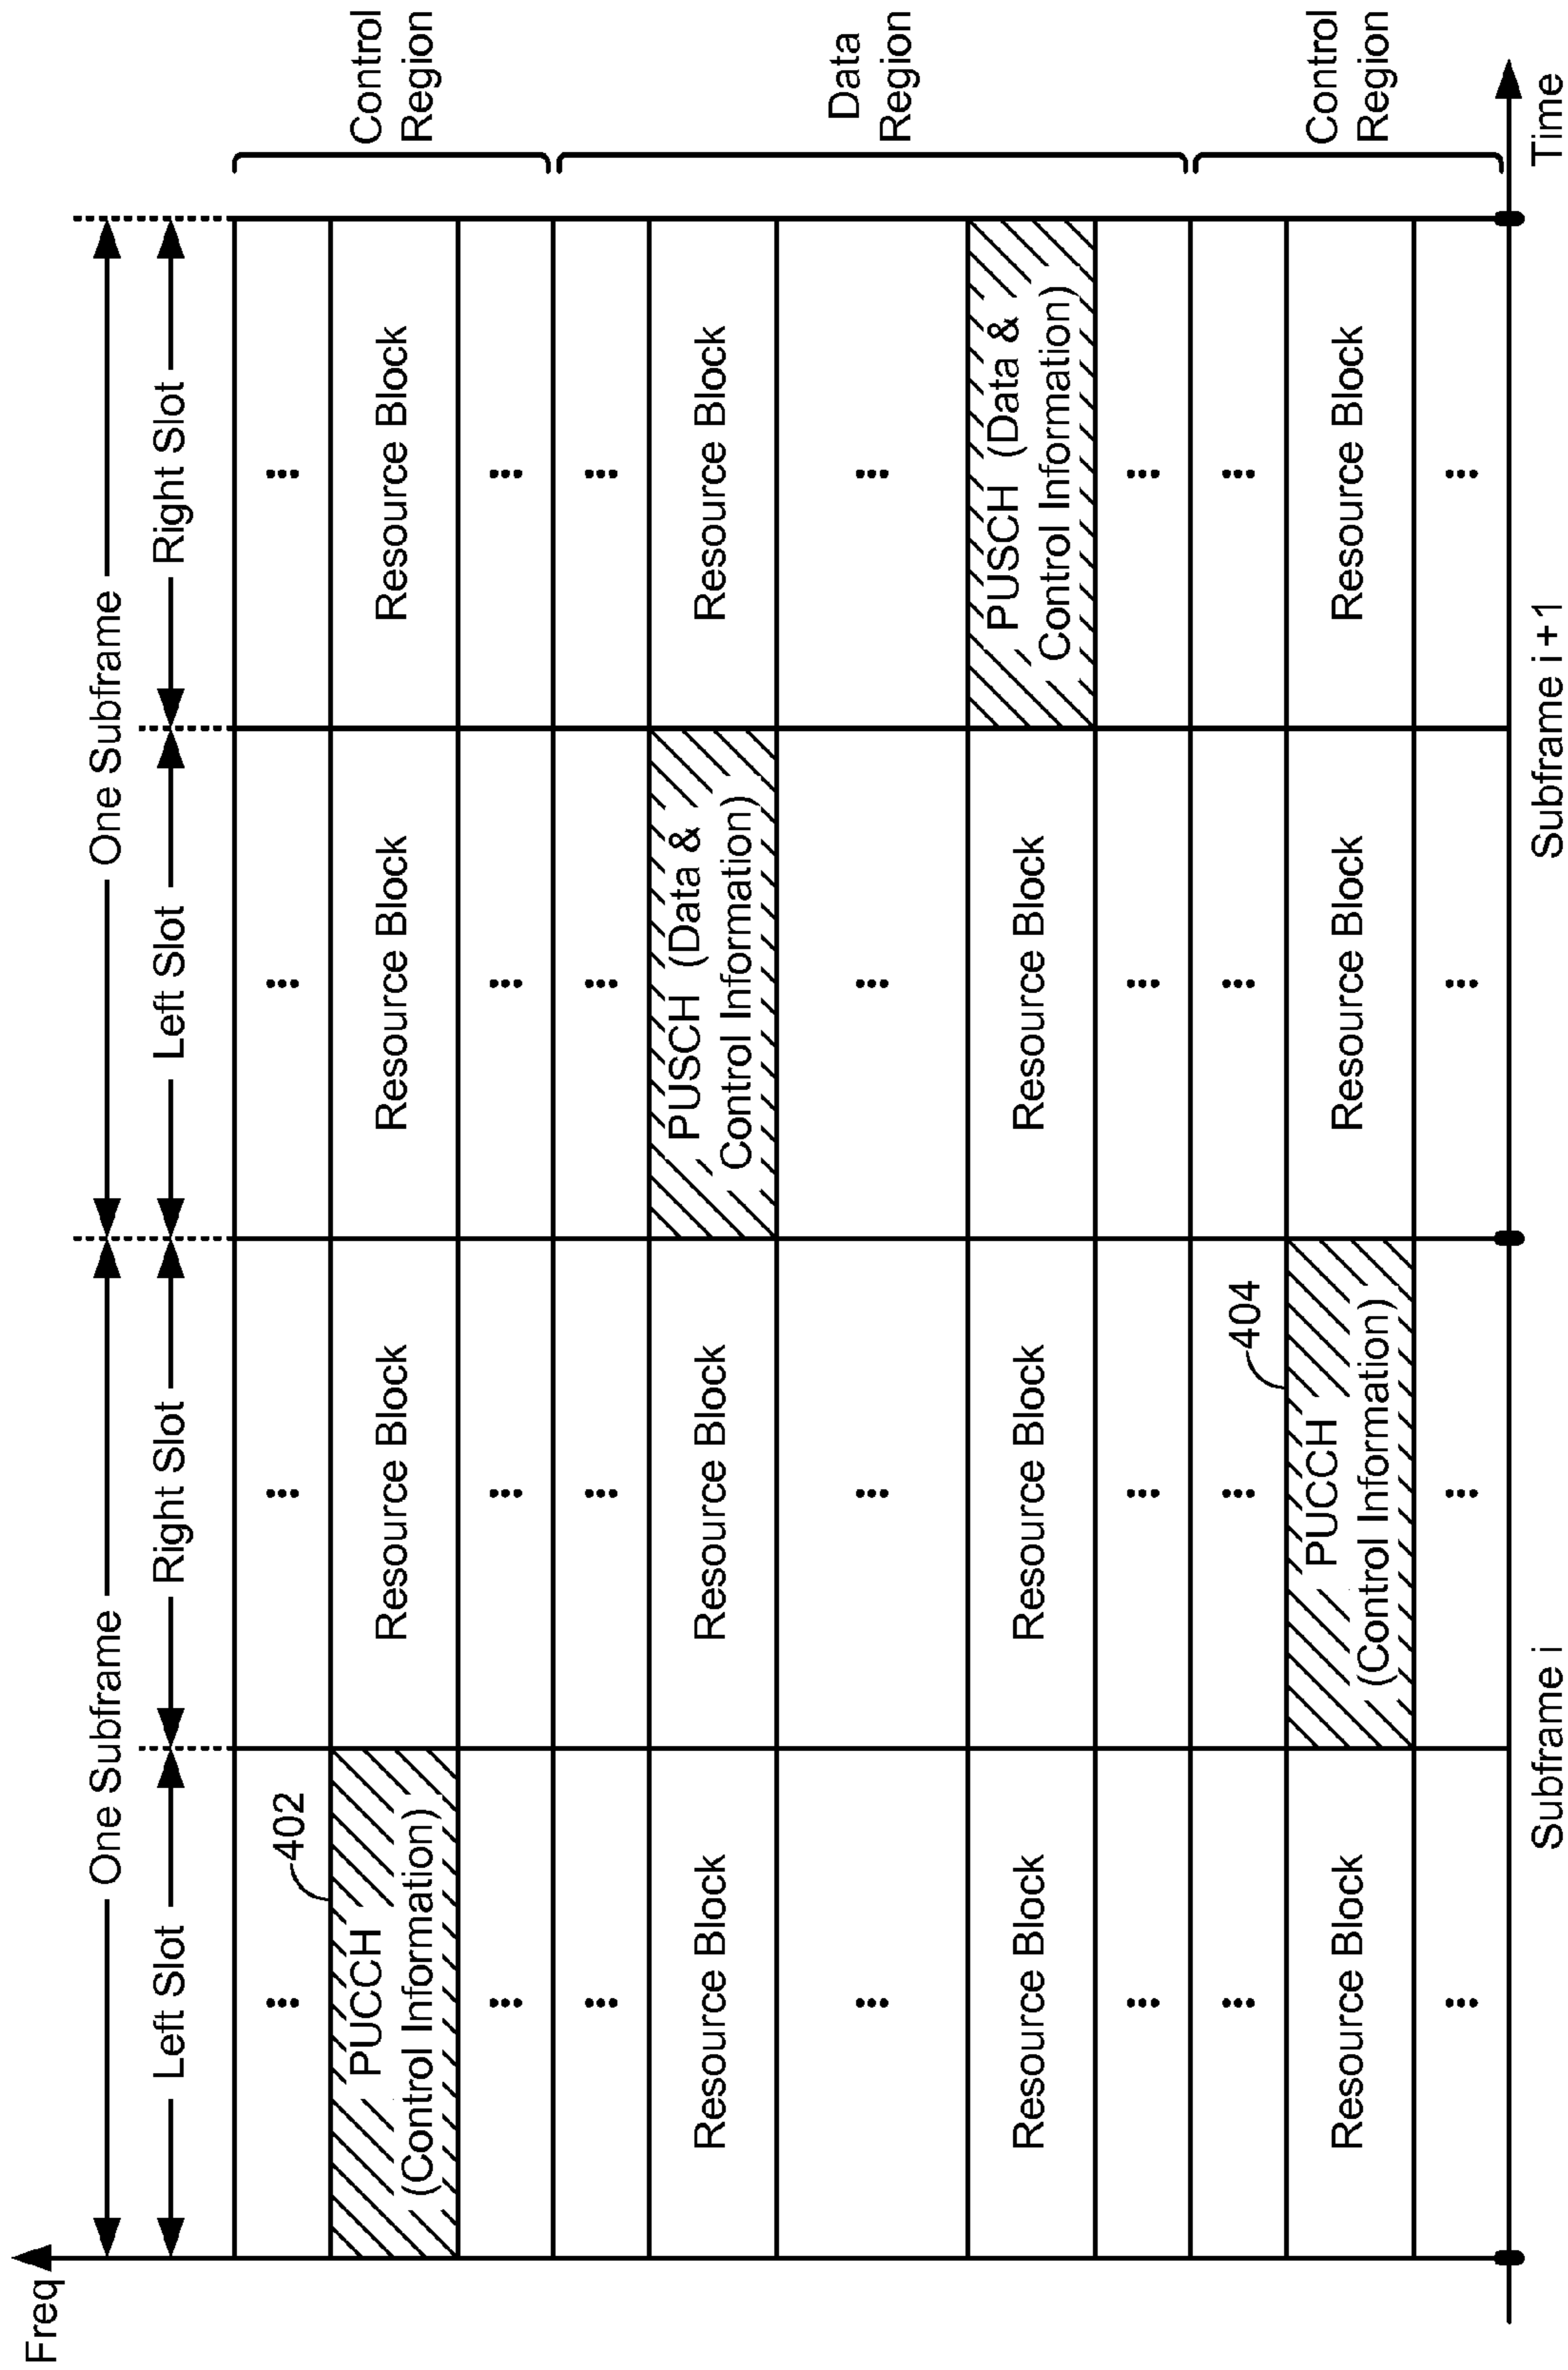 One Subframe
One Subframe
Left Slot
Right Slot
Left Slot
Right Slot
Freq
...
...
...
...
402
PUCCH
(Control Information)
Resource Block
Resource Block
Resource Block
Control
Region
...
...
...
...
...
...
...
...
Resource Block
Resource Block
PUSCH (Data &
Control Information)
Resource Block
Data
Region
...
...
...
...
Resource Block
Resource Block
Resource Block
PUSCH (Data &
Control Information)
...
...
...
...
...
...
...
...
404
Resource Block
PUCCH
(Control Information)
Resource Block
Resource Block
Control
Region
...
...
...
...
Subframe i
Subframe i + 1
Time